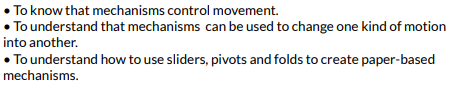 • To know that mechanisms control movement.
• To understand that mechanisms can be used to change one kind of motion
into another.
• To understand how to use sliders, pivots and folds to create paper-based
mechanisms.